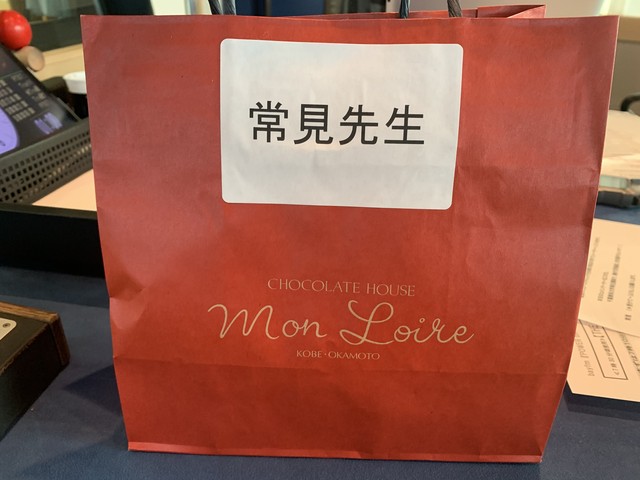 常見先生
CHOCOLATE HOUSE
Mon Loire
KOBE・OKAMOTO